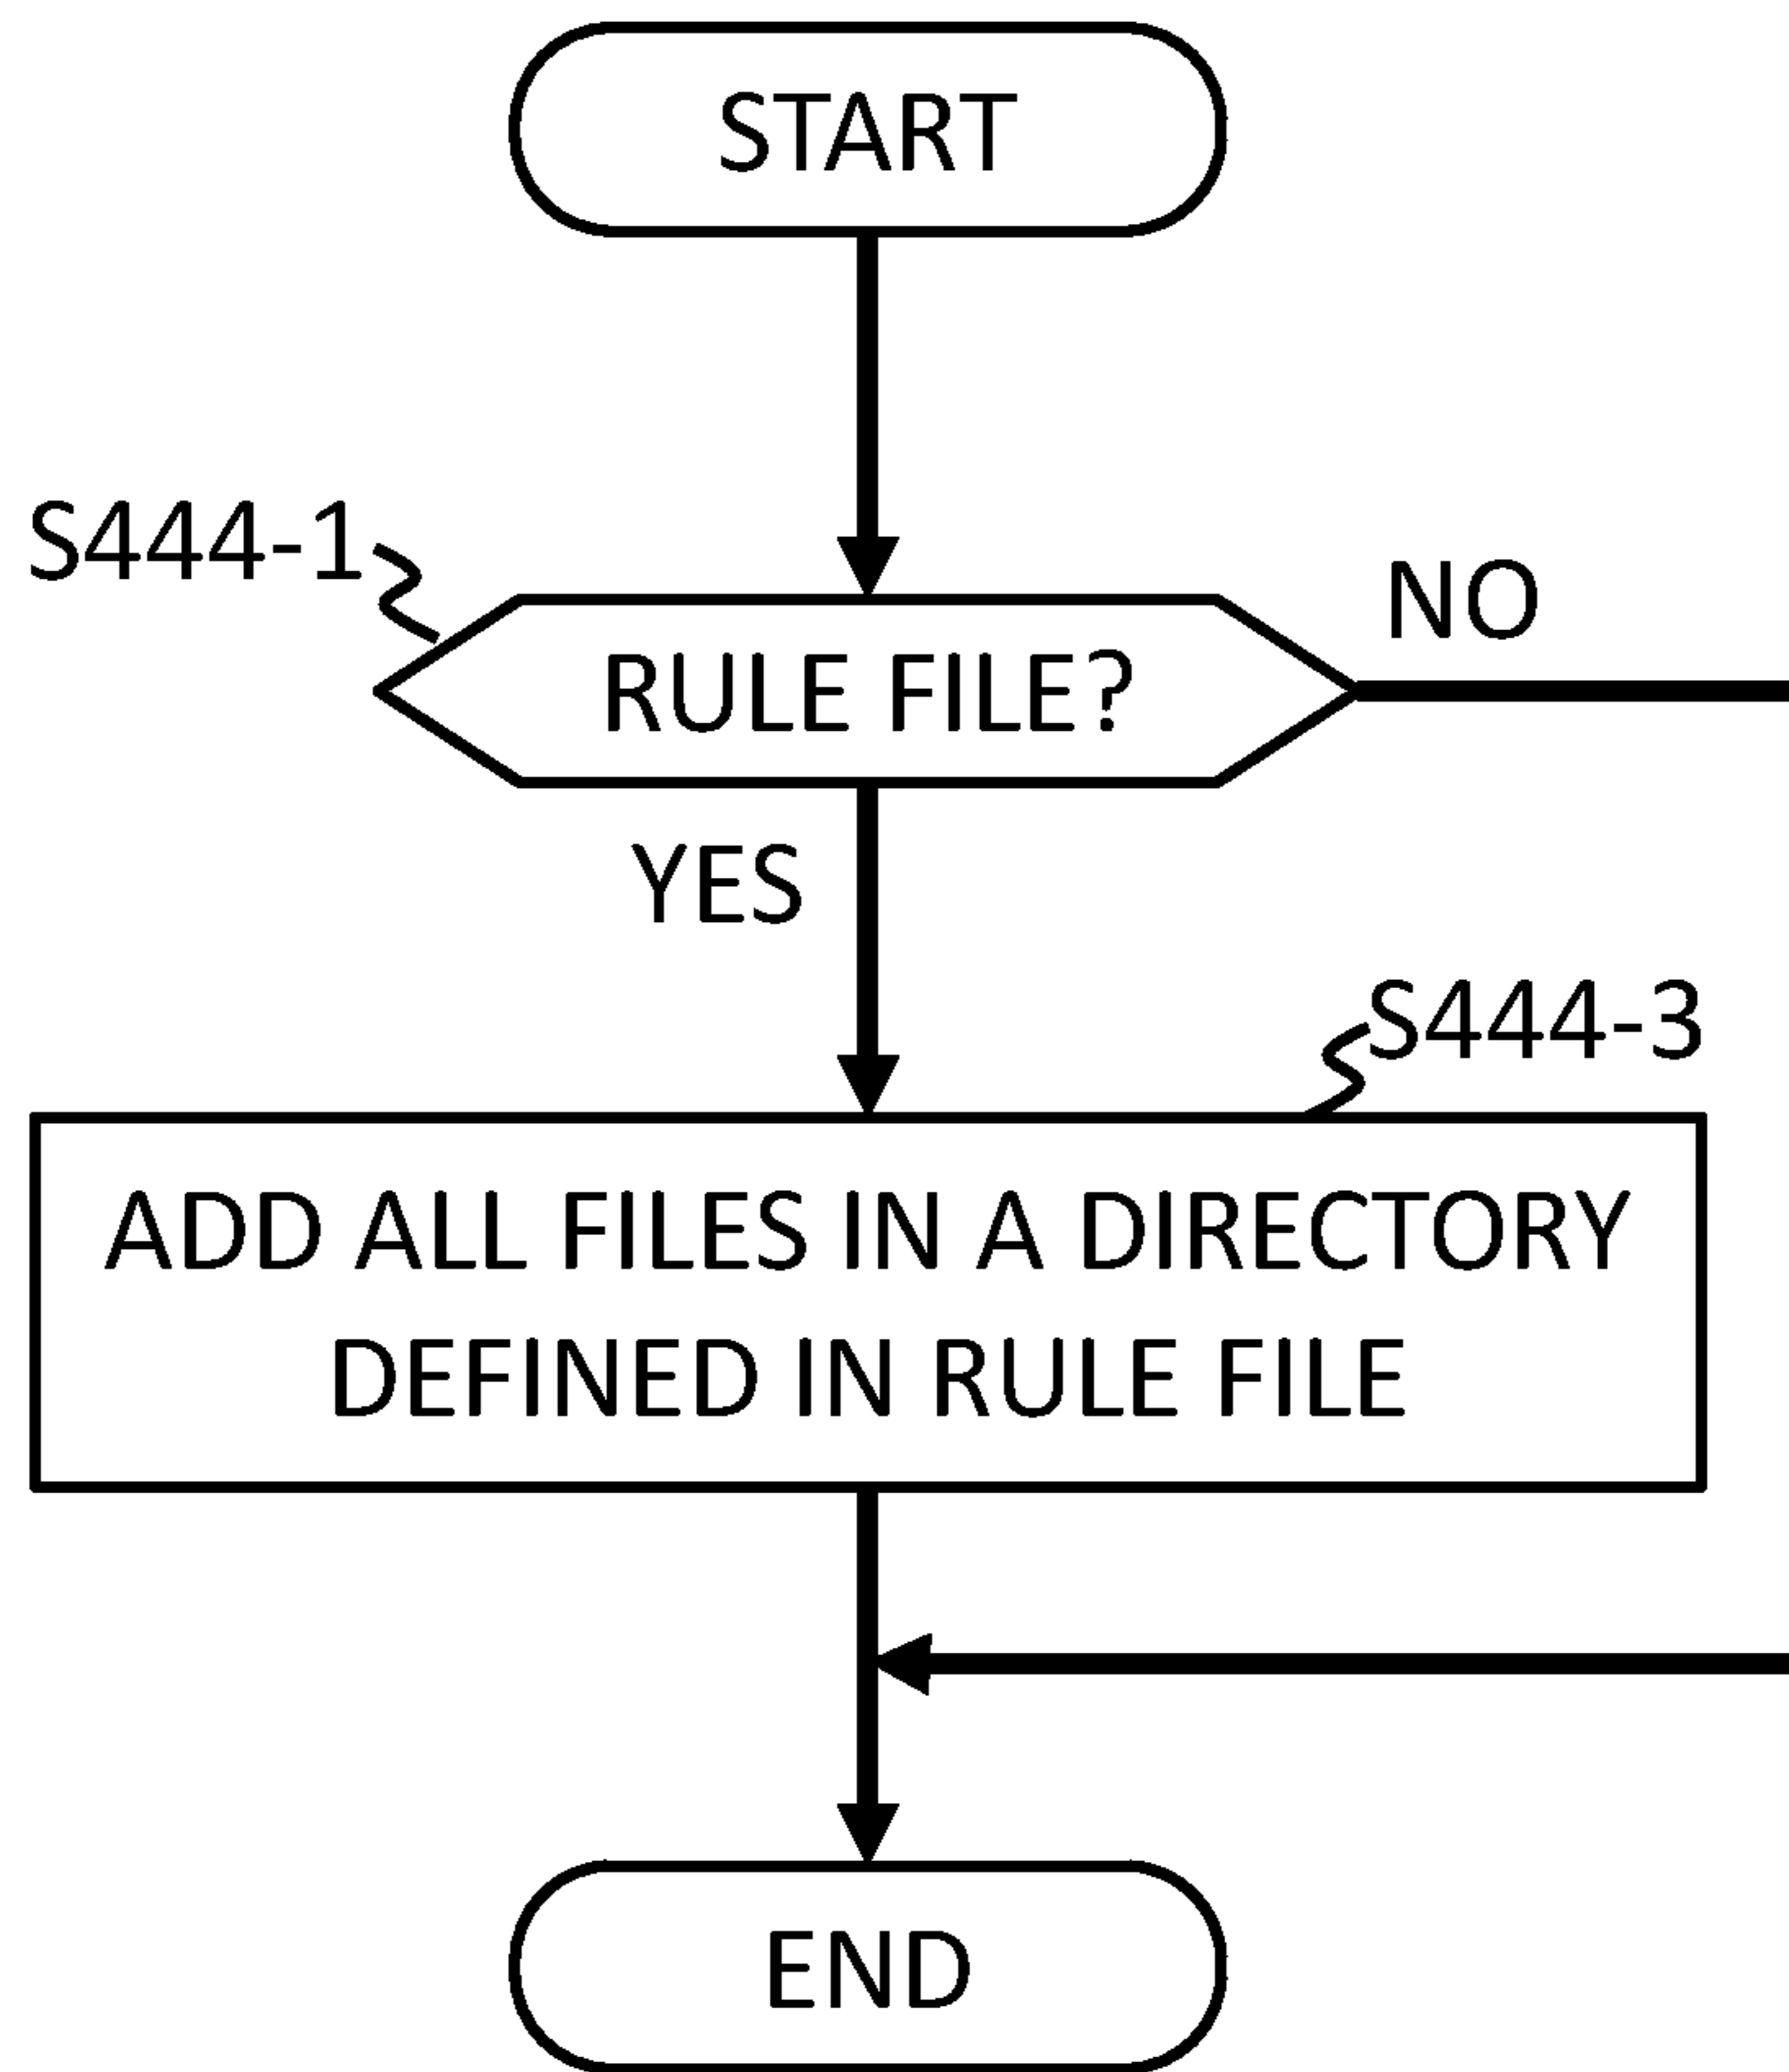 START
S444-1
NO
RULE FILE?
YES
S444-3
ADD ALL FILES IN A DIRECTORY
DEFINED IN RULE FILE
END